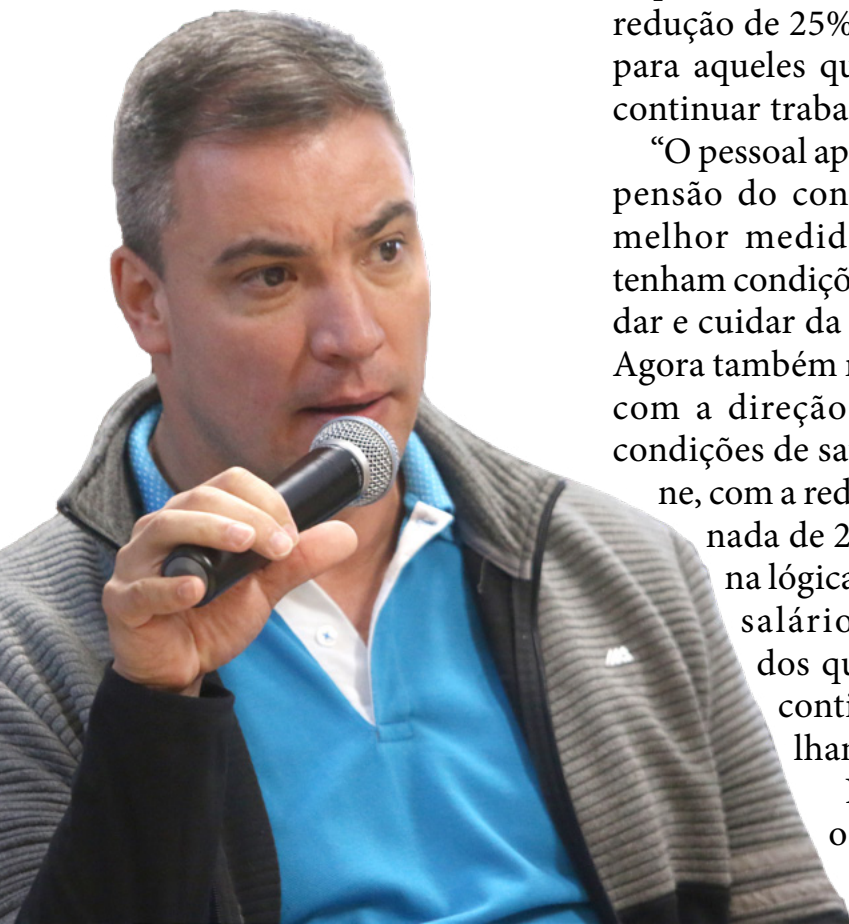 redução de 25%
para aqueles qu
continuar traba
“O pessoal ap
pensão do con
melhor medid
tenham condiçõ
dar e cuidar da
Agora também
com a direção
condições de sa
ne, com a red
nada de 2
na lógica
salário
dos qu
conti
lhar
o